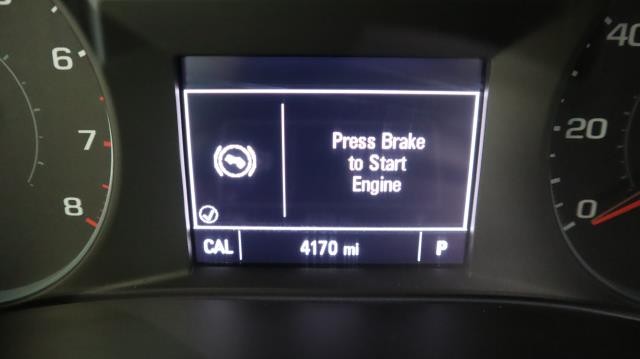 6
7
8
Press Brake
to Start
Engine
CAL 4170 mi P
40
20
0